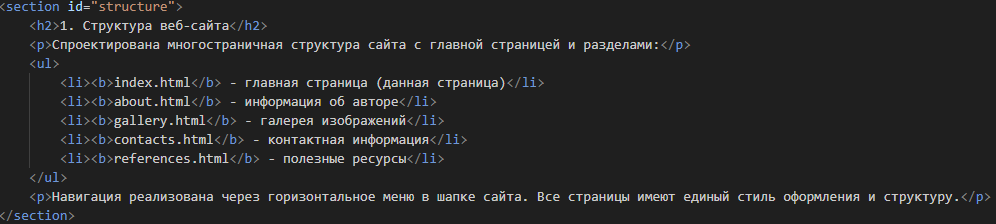 <section id="structure">
<h2>1. Структура веб-сайта</h2>
<p>Спроектирована многостраничная структура сайта с главной страницей и разделами:</p>
<ul>
<li><b>index.html</b> - главная страница (данная страница)</li>
<li><b>about.html</b> - информация об авторе</li>
<li><b>gallery.html</b> - галерея изображений</li>
<li><b>contacts.html</b> - контактная информация</li>
<li><b>references.html</b> - полезные ресурсы</li>
</ul>
<p>Навигация реализована через горизонтальное меню в шапке сайта. Все страницы имеют единый стиль оформления и структуру.</p>
</section>